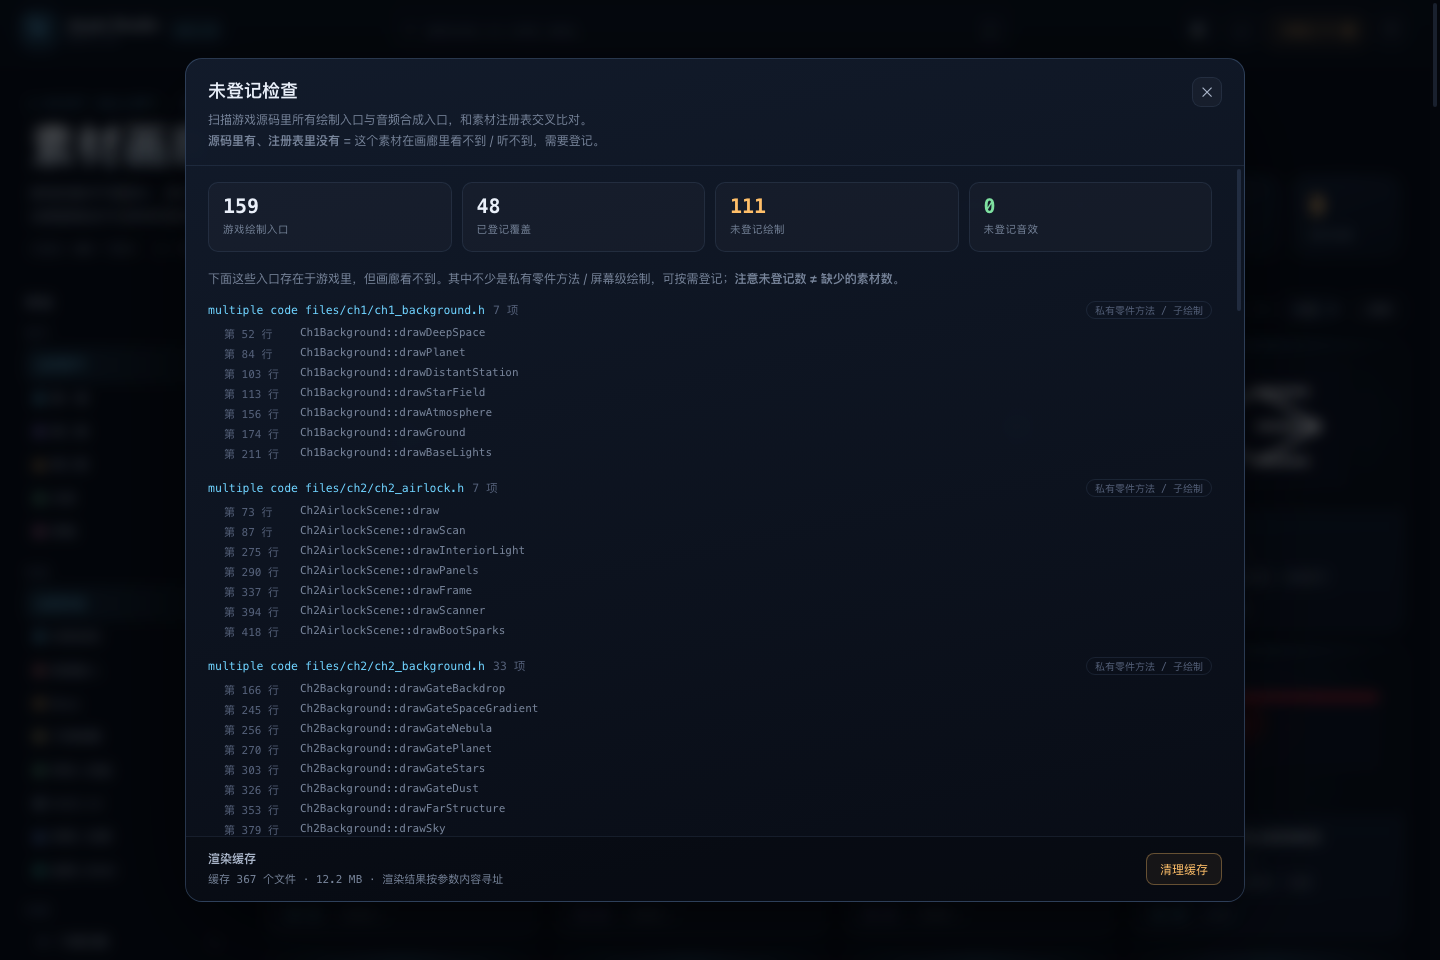 未登记检查
扫描游戏源码里所有绘制入口与音频合成入口，和素材注册表交叉比对。
源码里有、注册表里没有 = 这个素材在画廊里看不到 / 听不到，需要登记。
159
游戏绘制入口
48
已登记覆盖
111
未登记绘制
0
未登记音效
下面这些入口存在于游戏里，但画廊看不到。其中不少是私有零件方法 / 屏幕级绘制，可按需登记；注意未登记数 ≠ 缺少的素材数。
multiple code files/ch1/ch1_background.h 7 项 私有零件方法 / 子绘制
第 52 行 Ch1Background::drawDeepSpace
第 84 行 Ch1Background::drawPlanet
第 103 行 Ch1Background::drawDistantStation
第 113 行 Ch1Background::drawStarField
第 156 行 Ch1Background::drawAtmosphere
第 174 行 Ch1Background::drawGround
第 211 行 Ch1Background::drawBaseLights
multiple code files/ch2/ch2_airlock.h 7 项 私有零件方法 / 子绘制
第 73 行 Ch2AirlockScene::draw
第 87 行 Ch2AirlockScene::drawScan
第 275 行 Ch2AirlockScene::drawInteriorLight
第 290 行 Ch2AirlockScene::drawPanels
第 337 行 Ch2AirlockScene::drawFrame
第 394 行 Ch2AirlockScene::drawScanner
第 418 行 Ch2AirlockScene::drawBootSparks
multiple code files/ch2/ch2_background.h 33 项 私有零件方法 / 子绘制
第 166 行 Ch2Background::drawGateBackdrop
第 245 行 Ch2Background::drawGateSpaceGradient
第 256 行 Ch2Background::drawGateNebula
第 270 行 Ch2Background::drawGatePlanet
第 303 行 Ch2Background::drawGateStars
第 326 行 Ch2Background::drawGateDust
第 353 行 Ch2Background::drawFarStructure
第 379 行 Ch2Background::drawSky
渲染缓存
缓存 367 个文件 · 12.2 MB · 渲染结果按参数内容寻址
清理缓存